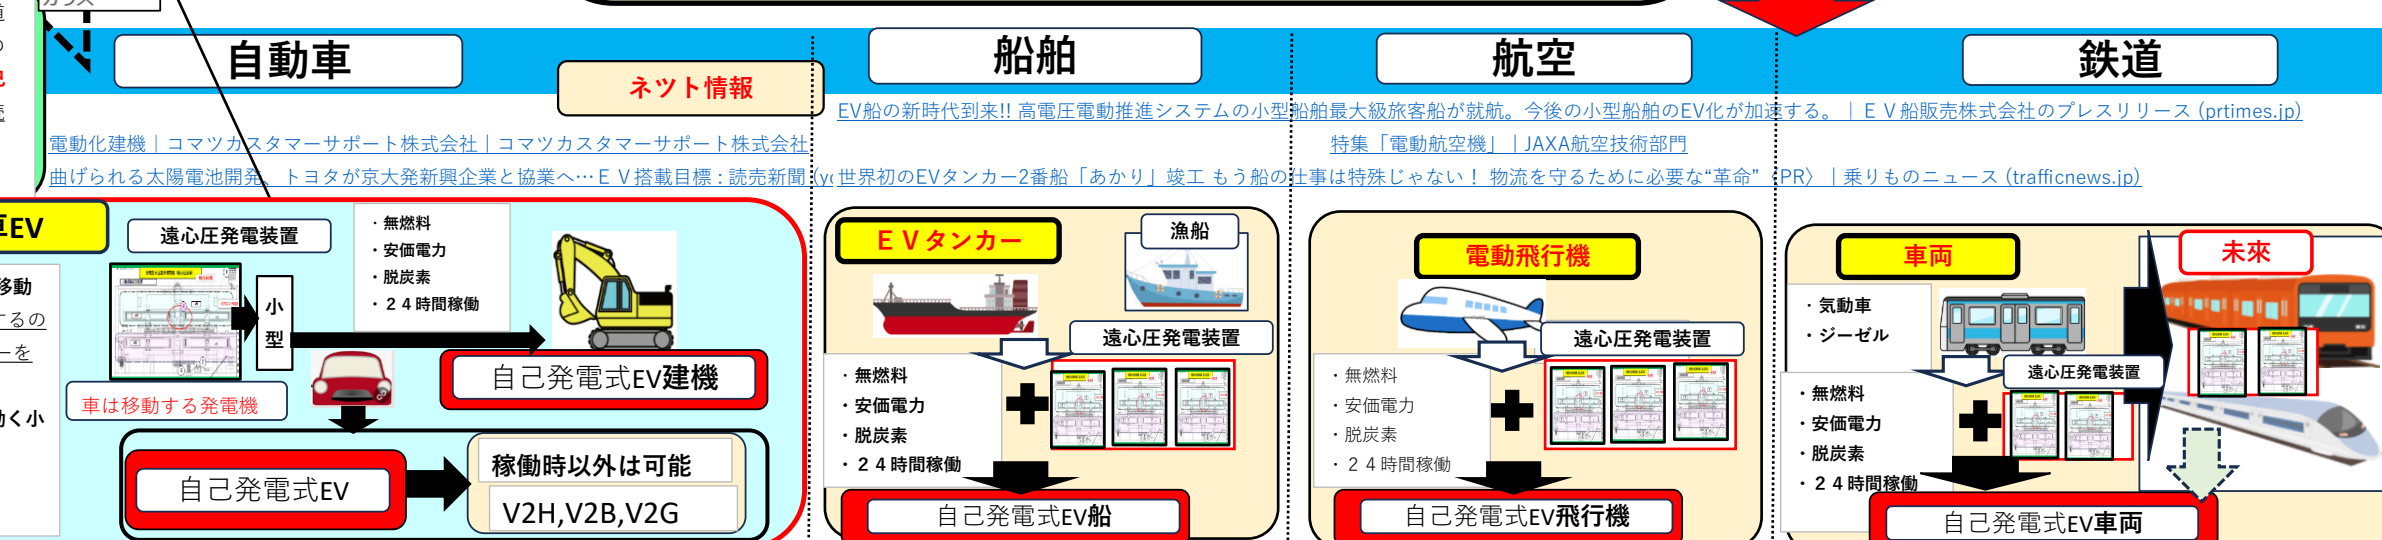 自動車
船舶
航空
鉄道
ネツト情報
EV船の新時代到来!! 高電圧電動推進システムの小型船舶最大級旅客船が就航。今後の小型船舶のEV化が加速する。｜ＥＶ船販売株式会社のプレスリリース (prtimes.jp)
電動化建機｜コマツカスタマーサポート株式会社｜コマツカスタマーサポート株式会社
特集「電動航空機」｜JAXA航空技術部門
曲げられる太陽電池開発、トヨタが京大発新興企業と協業へ…ＥＶ搭載目標 : 読売新聞
世界初のEVタンカー2番船「あかり」竣工 もう船の仕事は特殊じゃない！ 物流を守るために必要な“革命”〈PR〉｜乗りものニュース (trafficnews.jp)
EV
遠心圧発電装置
・無燃料
・安価電力
・脱炭素
・２４時間稼働
小型
車は移動する発電機
自己発電式EV建機
自己発電式EV
稼働時以外は可能
V2H,V2B,V2G
移動
するの
ーを
く小
ＥＶタンカー
漁船
遠心圧発電装置
・無燃料
・安価電力
・脱炭素
・２４時間稼働
自己発電式EV船
電動飛行機
遠心圧発電装置
・無燃料
・安価電力
・脱炭素
・２４時間稼働
自己発電式EV飛行機
車両
未來
・気動車
・ジーゼル
遠心圧発電装置
・無燃料
・安価電力
・脱炭素
・２４時間稼働
自己発電式EV車両